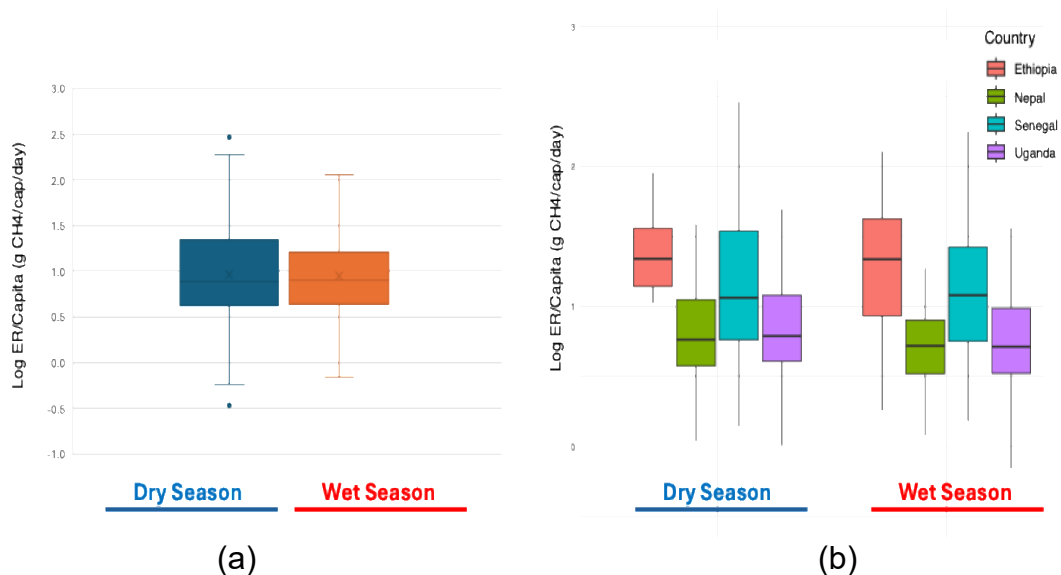 Log ER/Capita (g CH4/cap/day)
3.0
2.5
2.0
1.5
1.0
0.5
0.0
-0.5
-1.0
Dry Season
Wet Season
(a)
Log ER/Capita (g CH4/cap/day)
3
2
1
0
Country
Ethiopia
Nepal
Senegal
Uganda
Dry Season
Wet Season
(b)